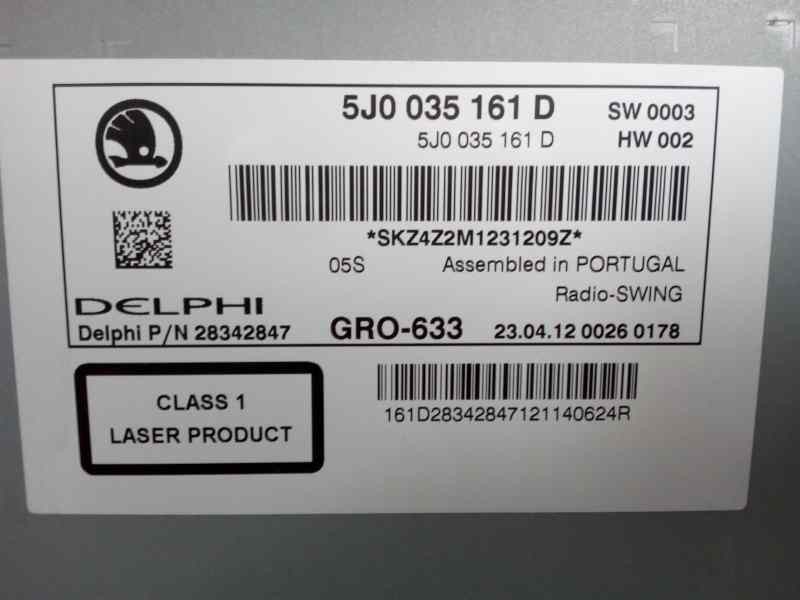 5J0 035 161 D SW 0003
5J0 035 161 D HW 002
*SKZ4Z2M1231209Z*
05S Assembled in PORTUGAL
Radio-SWING
DELPHI
Delphi P/N 28342847 GRO-633 23.04.12 0026 0178
CLASS 1
LASER PRODUCT
161D28342847121140624R